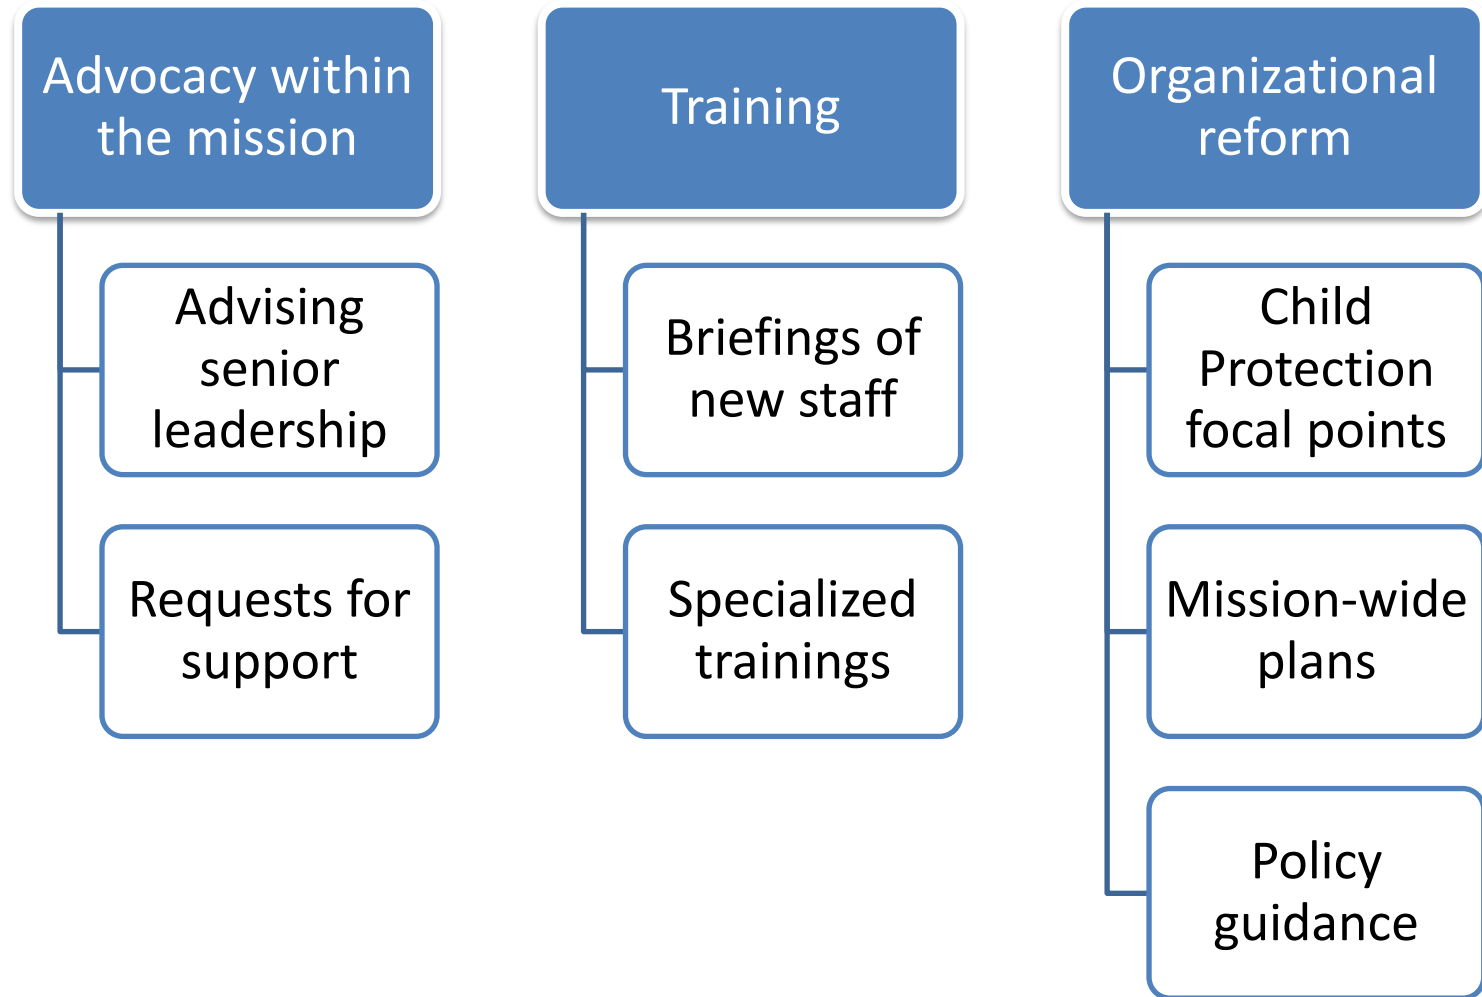 Advocacy within
the mission
Advising
senior
leadership
Requests for
support
Training
Briefings of
new staff
Specialized
trainings
Organizational
reform
Child
Protection
focal points
Mission-wide
plans
Policy
guidance